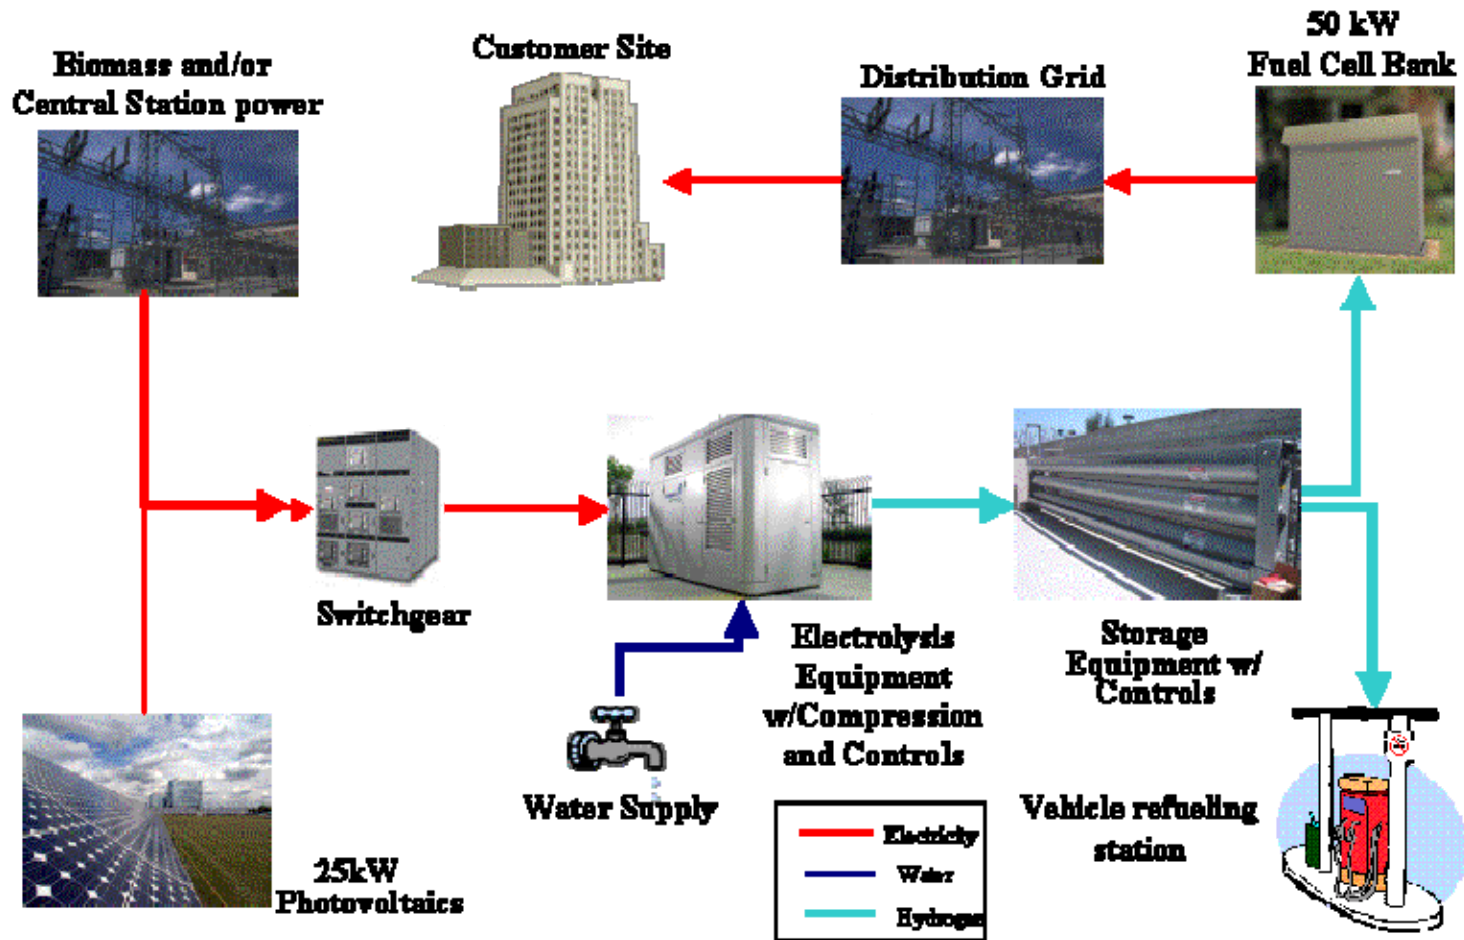 Biomass and/or
Central Station power
Customer Site
Distribution Grid
50 kW
Fuel Cell Bank
Switchgear
Electrolysis
Equipment
w/Compression
and Controls
Storage
Equipment w/
Controls
Water Supply
25kW
Photovoltaics
Vehicle refueling
station
Electricity
Water
Hydrogen